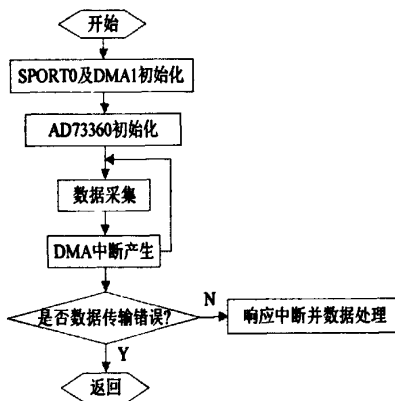 开始
SPORT0及DMA1初始化
AD73360初始化
数据采集
DMA中断产生
是否数据传输错误?
N
响应中断并数据处理
Y
返回